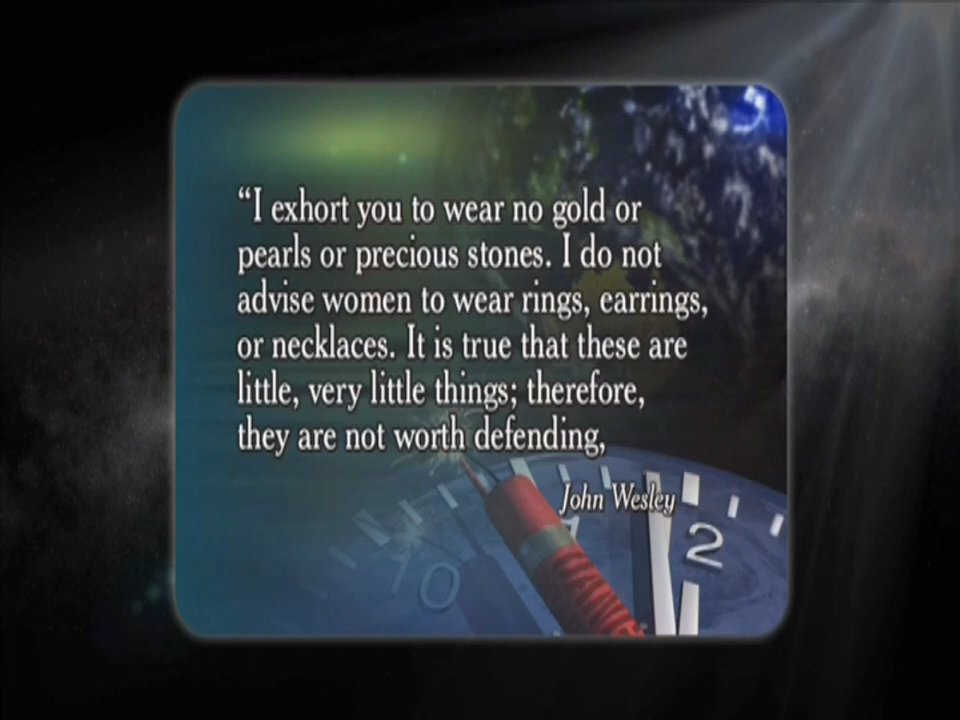 “I exhort you to wear no gold or
pearls or precious stones. I do not
advise women to wear rings, earrings,
or necklaces. It is true that these are
little, very little things; therefore,
they are not worth defending,
John Wesley
10
2